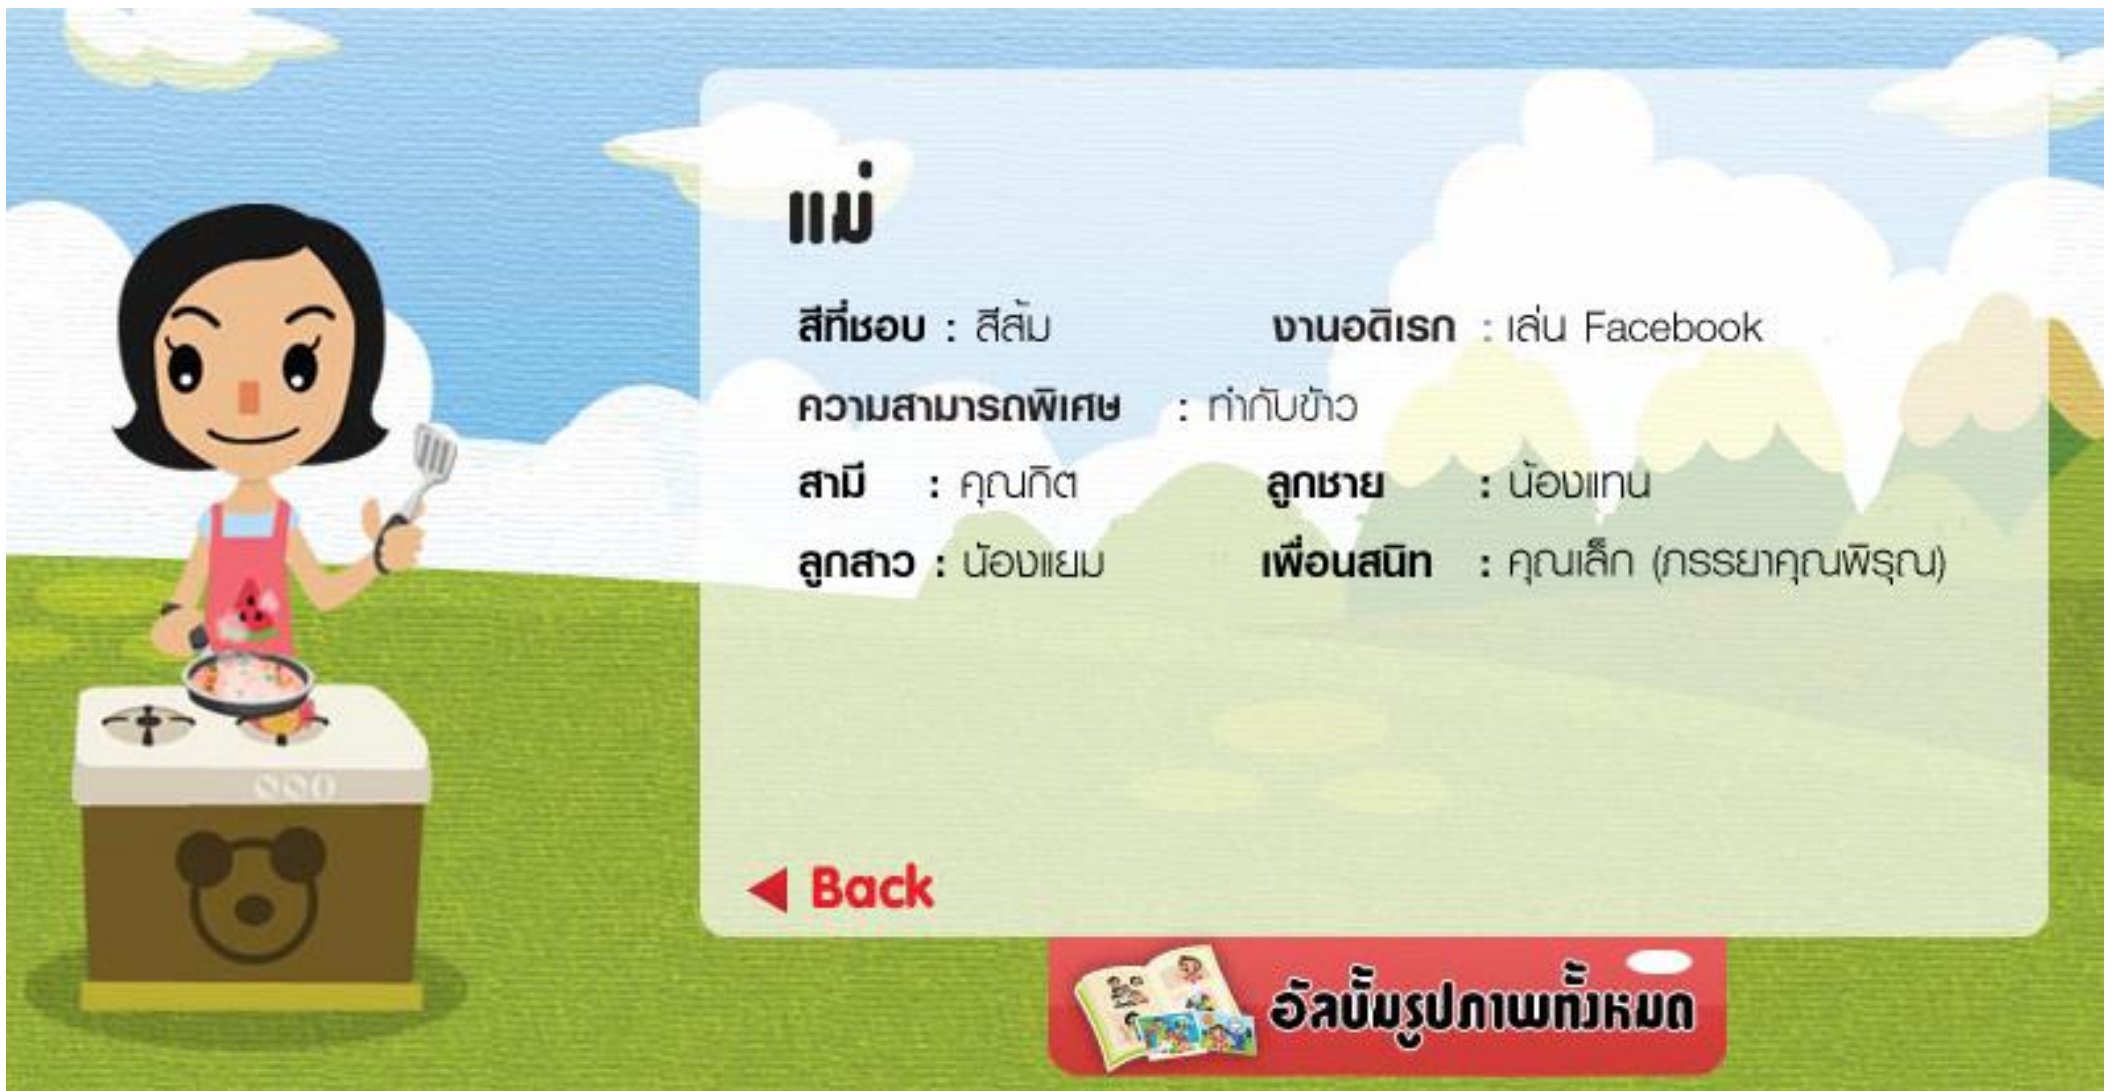 แม่
สีที่ชอบ : สีส้ม งานอดิเรก : เล่น Facebook
ความสามารถพิเศษ : ทำกับข้าว
สามี : คุณกิต ลูกชาย : น้องแทน
ลูกสาว : น้องแยม เพื่อนสนิท : คุณเล็ก (ภรรยาคุณพิรุณ)
Back
อัลบั้มรูปภาพทั้งหมด